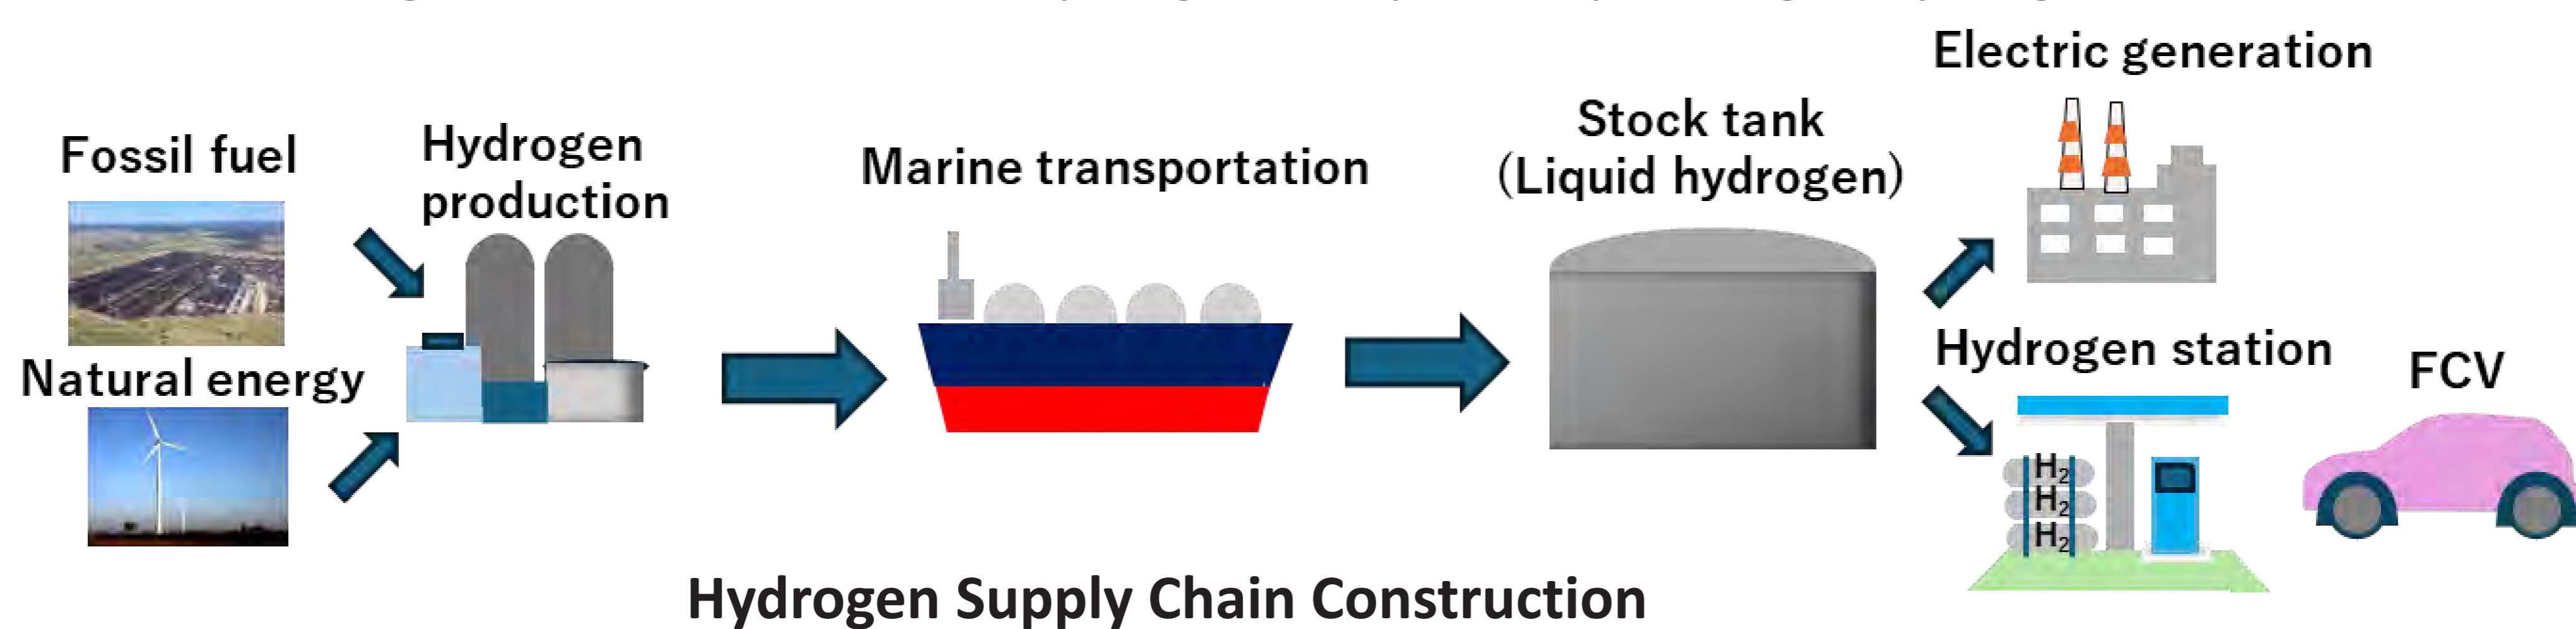 Electric generation
Fossil fuel
Hydrogen
production
Marine transportation
Stock tank
(Liquid hydrogen)
Natural energy
Hydrogen station
FCV
H₂
H₂
H₂
Hydrogen Supply Chain Construction